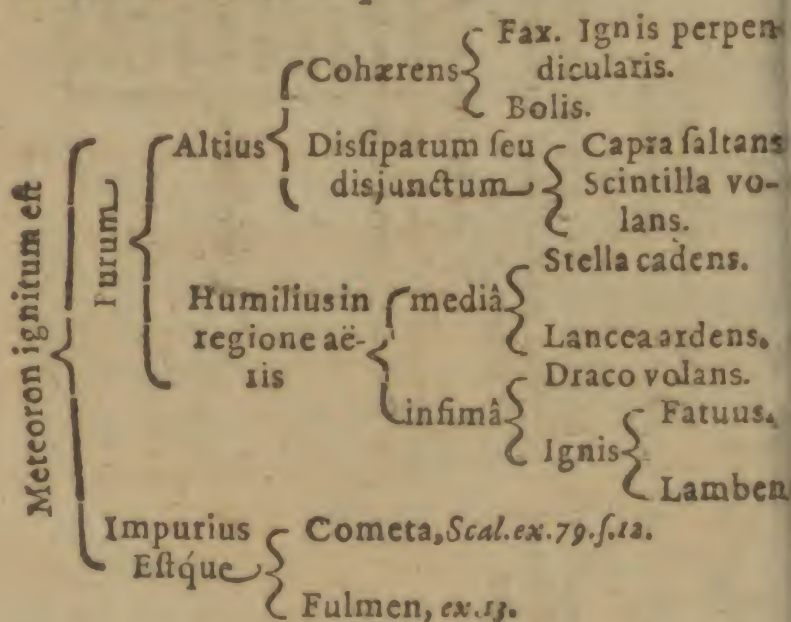 Meteoron ignitum eſt
Purum
Altius
Cohærens
Fax. Ignis perpen
dicularis.
Bolis.
Diſſipatum ſeu
disjunctum
Capra ſaltans
Scintilla vo-
lans.
Humilius in
regione aë-
ris
mediâ
Stella cadens.
Lancea ardens.
infimâ
Draco volans.
Ignis
Fatuus.
Lamben
Impurius
Eſtq́ue
Cometa, Scal. ex. 79. ſ. 12.
Fulmen, ex. 13.